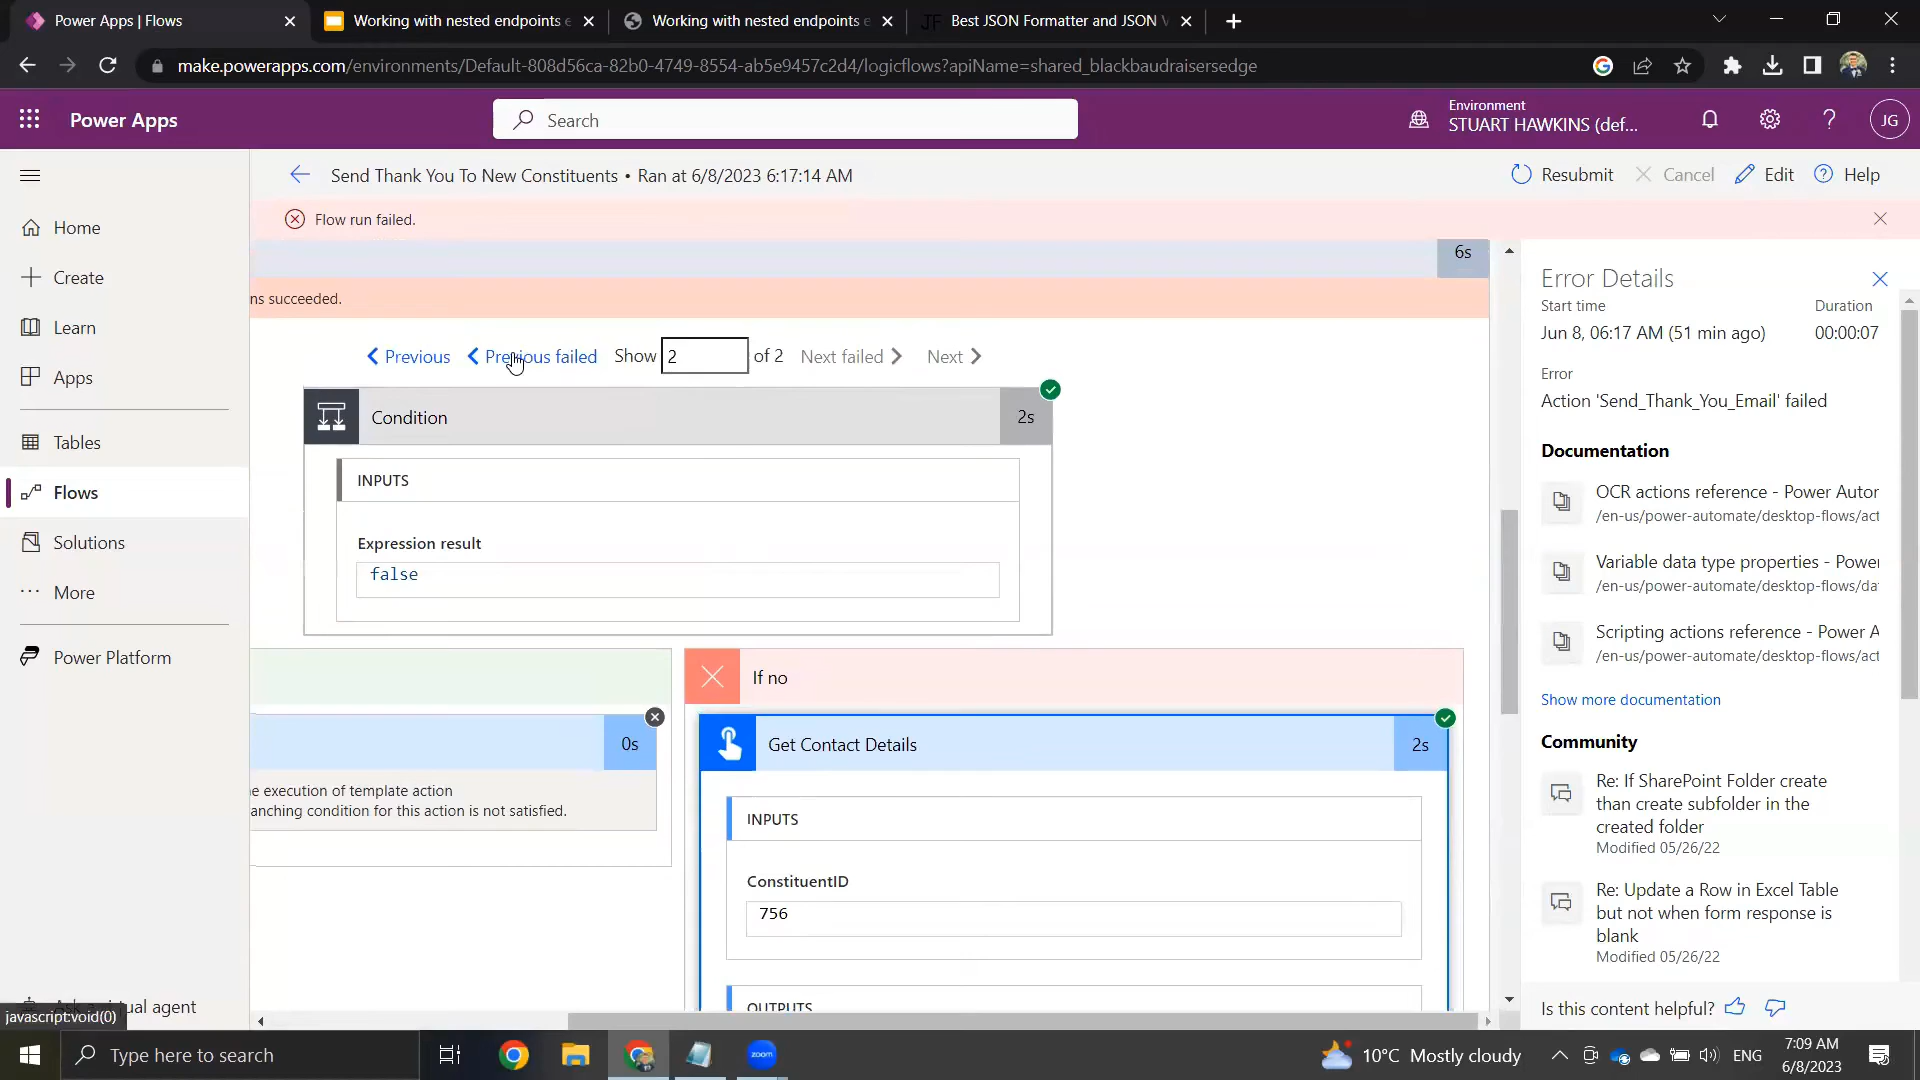 Power Apps | Flows
Working with nested endpoints e
Working with nested endpoints e
JF Best JSON Formatter and JSON V
make.powerapps.com/environments/Default-808d56ca-82b0-4749-8554-ab5e9457c2d4/logicflows?apiName=shared_blackbaudraisersedge
Power Apps
Search
Environment
STUART HAWKINS (def...
JG
Send Thank You To New Constituents • Ran at 6/8/2023 6:17:14 AM
Resubmit
Cancel
Edit
Help
Flow run failed.
Home
Create
Learn
Apps
Tables
Flows
Solutions
More
Power Platform
virtual agent
javascript:void(0)
6s
ns succeeded.
Previous
Previous failed
Show 2 of 2
Next failed
Next
Condition
2s
INPUTS
Expression result
false
If no
0s
e execution of template action
anching condition for this action is not satisfied.
Get Contact Details
2s
INPUTS
ConstituentID
756
OUTPUTS
Error Details
Start time
Duration
Jun 8, 06:17 AM (51 min ago)
00:00:07
Error
Action 'Send_Thank_You_Email' failed
Documentation
OCR actions reference - Power Autor
/en-us/power-automate/desktop-flows/act
Variable data type properties - Power
/en-us/power-automate/desktop-flows/da
Scripting actions reference - Power A
/en-us/power-automate/desktop-flows/act
Show more documentation
Community
Re: If SharePoint Folder create
than create subfolder in the
created folder
Modified 05/26/22
Re: Update a Row in Excel Table
but not when form response is
blank
Modified 05/26/22
Is this content helpful?
Type here to search
zoom
10°C Mostly cloudy
ENG
7:09 AM
6/8/2023